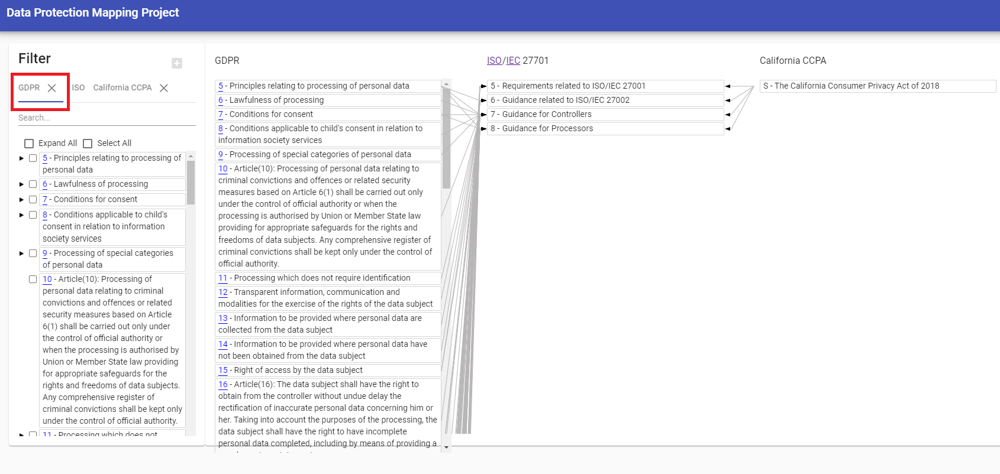 Data Protection Mapping Project
Filter
GDPR ISO California CCPA
Search...
Expand All Select All
5 - Principles relating to processing of
personal data
6 - Lawfulness of processing
7 - Conditions for consent
8 - Conditions applicable to child's
consent in relation to information
society services
9 - Processing of special categories
of personal data
10 - Article(10): Processing of
personal data relating to criminal
convictions and offences or related
security measures based on Article
6(1) shall be carried out only under
the control of official authority or
when the processing is authorised by
Union or Member State law providing
for appropriate safeguards for the
rights and freedoms of data subjects.
Any comprehensive register of
criminal convictions shall be kept only
under the control of official authority.
11 - Processing which does not
GDPR
5 - Principles relating to processing of personal data
6 - Lawfulness of processing
7 - Conditions for consent
8 - Conditions applicable to child's consent in relation to
information society services
9 - Processing of special categories of personal data
10 - Article(10): Processing of personal data relating to
criminal convictions and offences or related security
measures based on Article 6(1) shall be carried out only
under the control of official authority or when the
processing is authorised by Union or Member State law
providing for appropriate safeguards for the rights and
freedoms of data subjects. Any comprehensive register of
criminal convictions shall be kept only under the control of
official authority.
11 - Processing which does not require identification
12 - Transparent information, communication and
modalities for the exercise of the rights of the data subject
13 - Information to be provided where personal data are
collected from the data subject
14 - Information to be provided where personal data have
not been obtained from the data subject
15 - Right of access by the data subject
16 - Article(16): The data subject shall have the right to
obtain from the controller without undue delay the
rectification of inaccurate personal data concerning him or
her. Taking into account the purposes of the processing, the
data subject shall have the right to have incomplete
personal data completed, including by means of providing a
ISO/IEC 27701
5 - Requirements related to ISO/IEC 27001
6 - Guidance related to ISO/IEC 27002
7 - Guidance for Controllers
8 - Guidance for Processors
California CCPA
S - The California Consumer Privacy Act of 2018